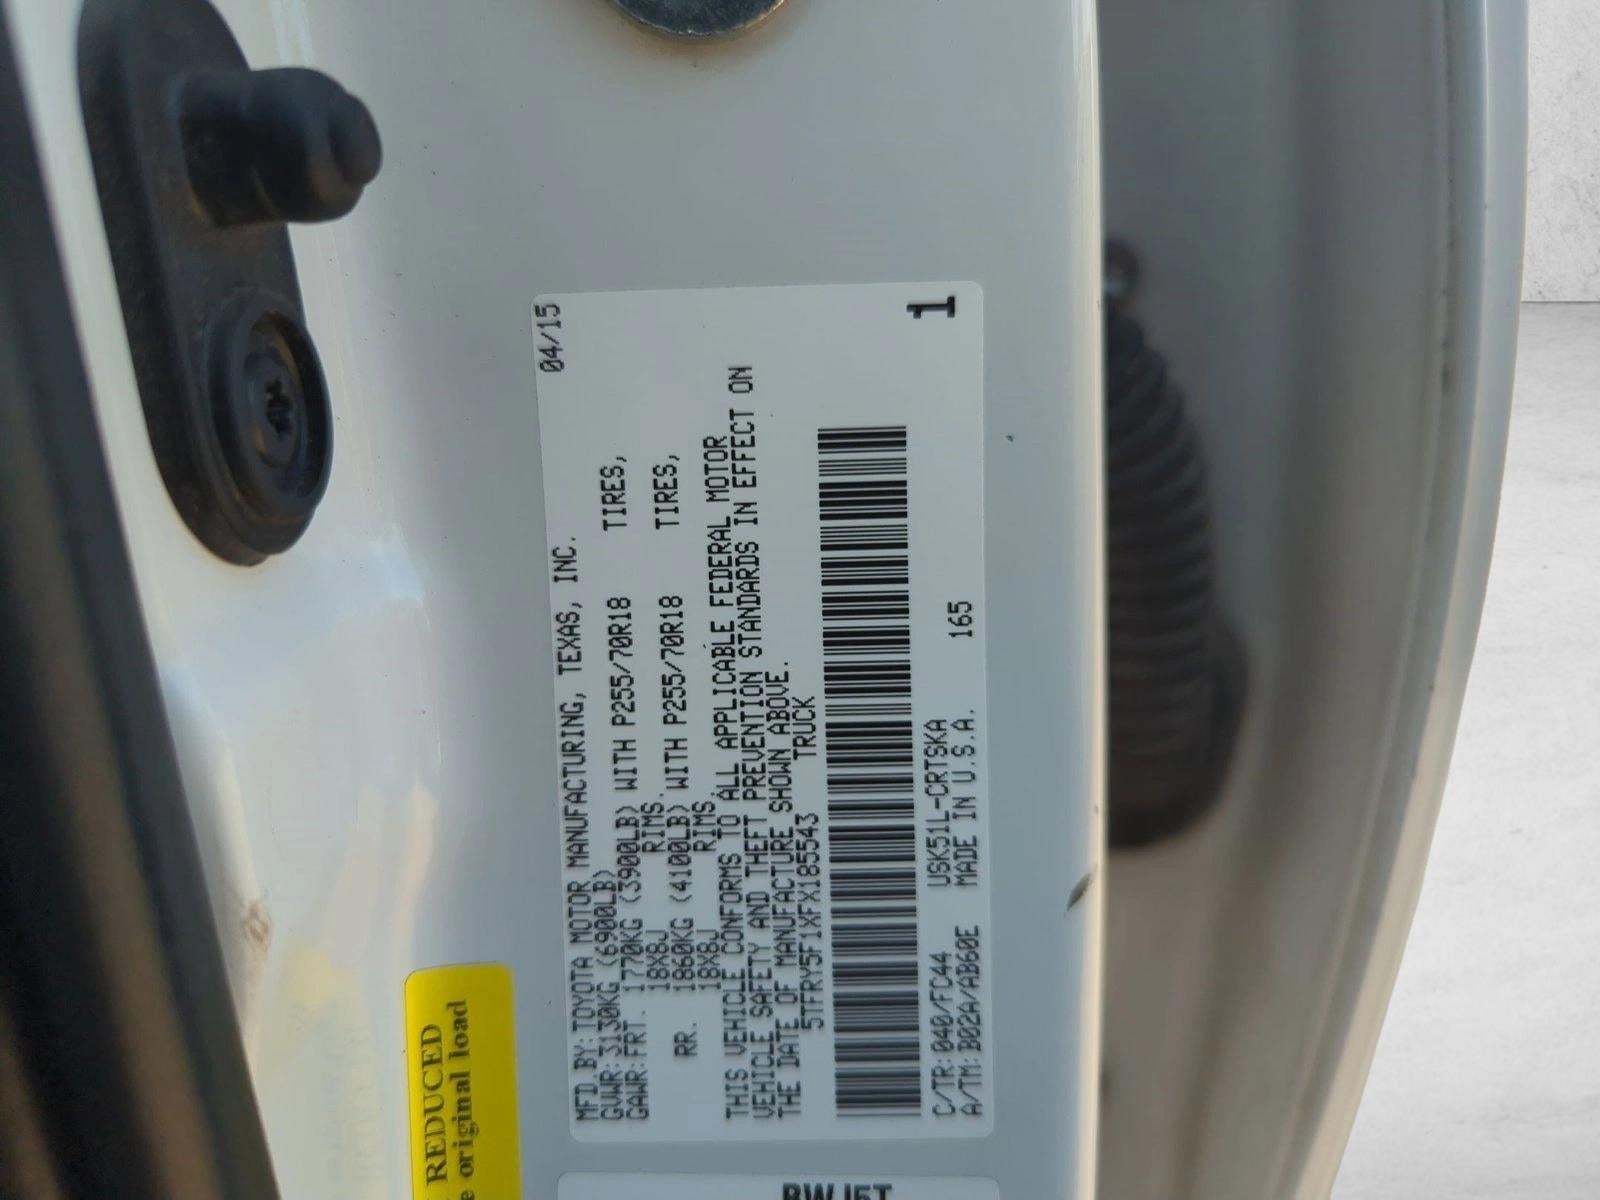 MFD.BY: TOYOTA MOTOR MANUFACTURING, TEXAS, INC. 04/15
GVWR: 3130KG (6900LB)
GAWR: FRT. 1770KG (3900LB) WITH P255/70R18 TIRES,
18X8J RIMS,
RR. 1860KG (4100LB) WITH P255/70R18 TIRES,
18X8J RIMS,
THIS VEHICLE CONFORMS TO ALL APPLICABLE FEDERAL MOTOR
VEHICLE SAFETY AND THEFT PREVENTION STANDARDS IN EFFECT ON
THE DATE OF MANUFACTURE SHOWN ABOVE.
5TFRY5F1XFX185543 TRUCK
1
C/TR: 040/FC44 USK51L-CRTSKA
A/TM: B02A/AB60E MADE IN U.S.A. 165
REDUCED
original load